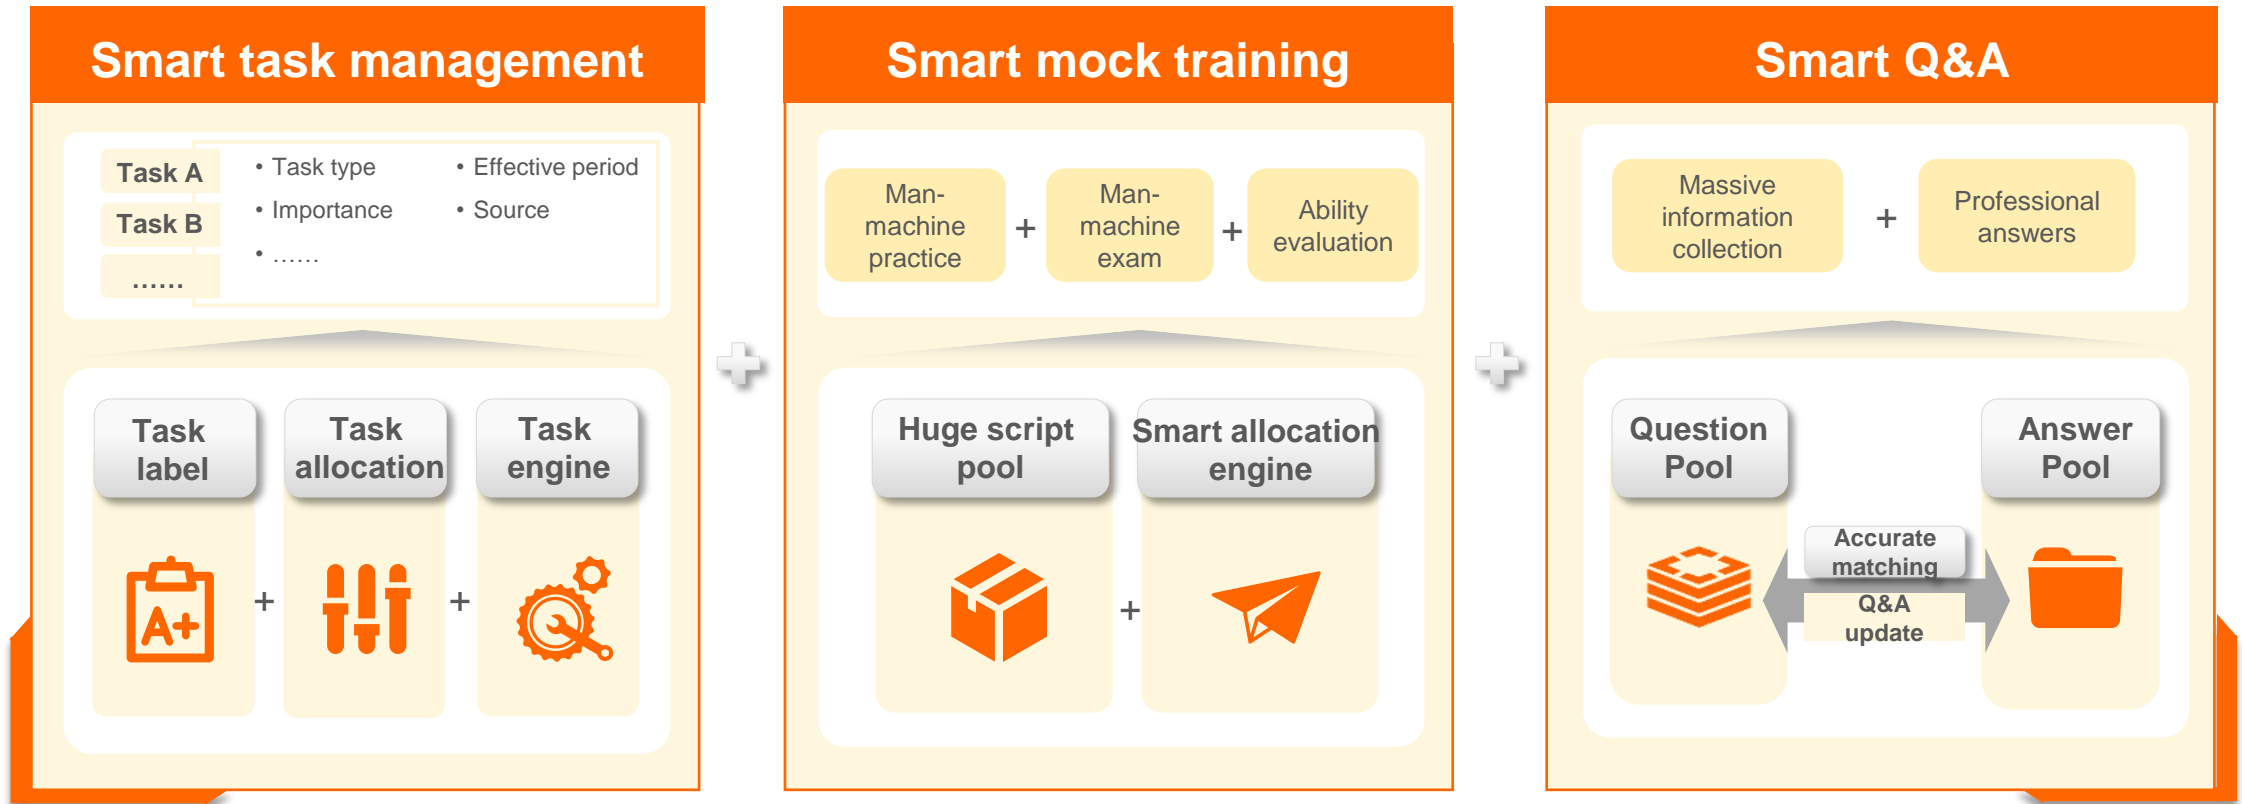 Smart task management
Task A
Task B
……
• Task type
• Effective period
• Importance
• Source
• ……
Task
label
Task
allocation
Task
engine
A+
+
+
Smart mock training
Man-
machine
practice
+
Man-
machine
exam
+
Ability
evaluation
Huge script
pool
Smart allocation
engine
+
Smart Q&A
Massive
information
collection
+
Professional
answers
Question
Pool
Answer
Pool
Accurate
matching
Q&A
update